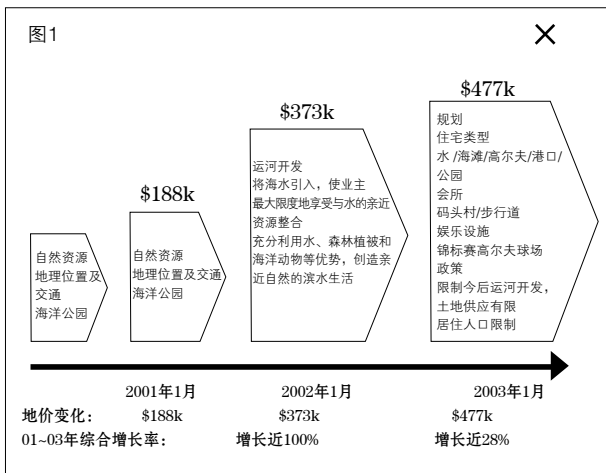 图1
$188k
$373k
$477k
自然资源
地理位置及
交通
海洋公园
自然资源
地理位置及交通
海洋公园
运河开发
将海水引入，使业主
最大限度地享受与水的亲近
资源整合
充分利用水、森林植被和
海洋动物等优势，创造亲
近自然的滨水生活
规划
住宅类型
水 /海滩/高尔夫/港口/
公园
会所
码头村/步行道
娱乐设施
锦标赛高尔夫球场
政策
限制今后运河开发，
土地供应有限
居住人口限制
2001年1月 2002年1月 2003年1月
地价变化： $188k $373k $477k
01~03年综合增长率： 增长近100% 增长近28%